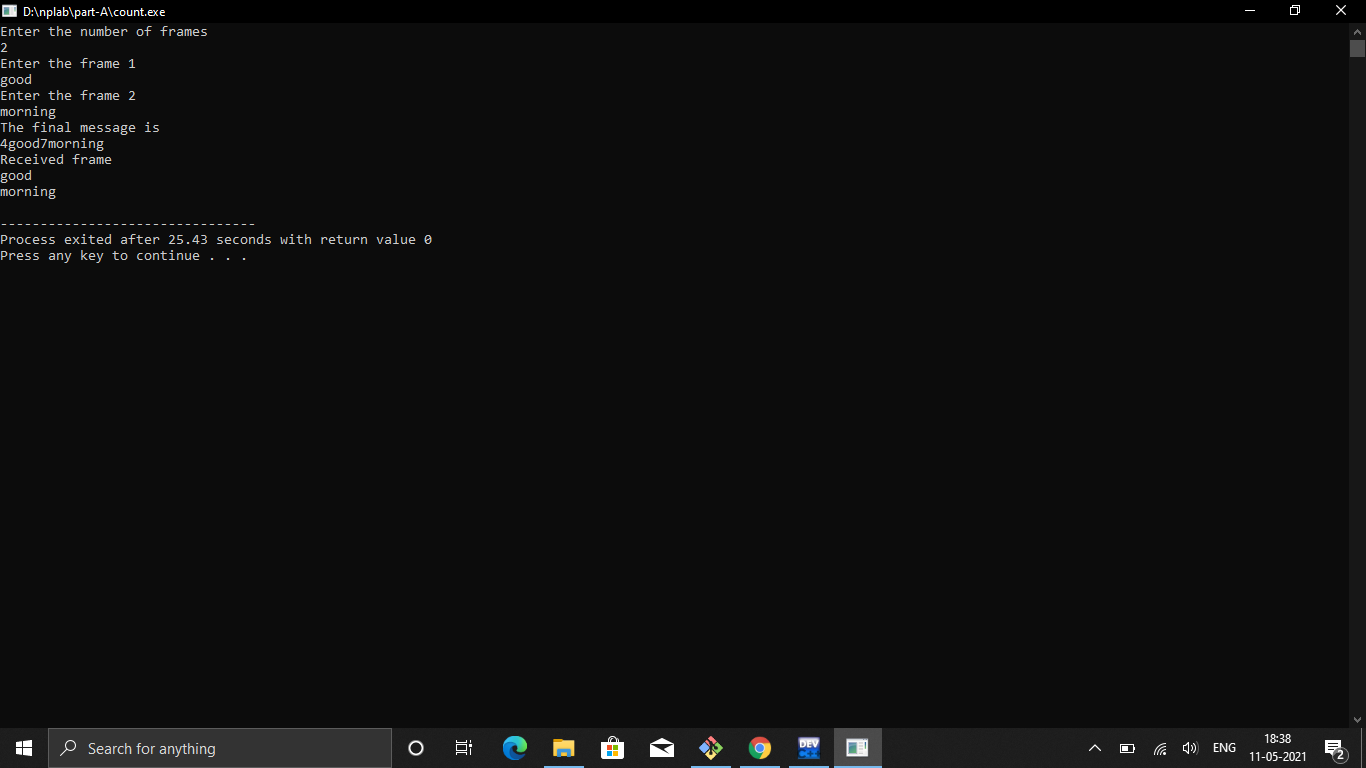 D:\nplab\part-A\count.exe
Enter the number of frames
2
Enter the frame 1
good
Enter the frame 2
morning
The final message is
4good7morning
Received frame
good
morning
--------------------------------
Process exited after 25.43 seconds with return value 0
Press any key to continue . . .
Search for anything
DEV
C++
ENG
18:38
11-05-2021
2